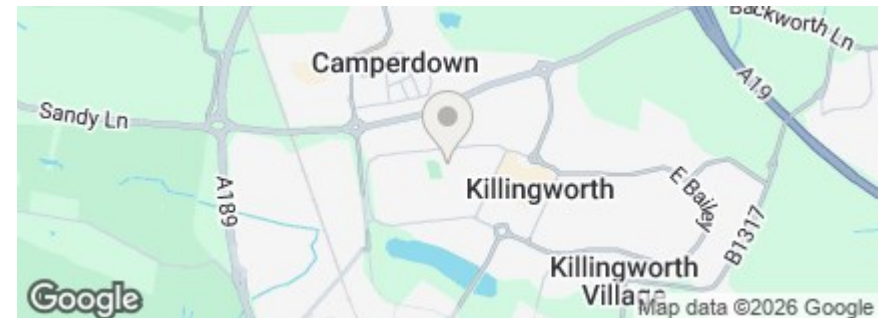 Backworth Ln
Camperdown
A19
Sandy Ln
Killingworth
E Bailey
A189
B1317
Killingworth
Village
Google
Map data ©2026 Google